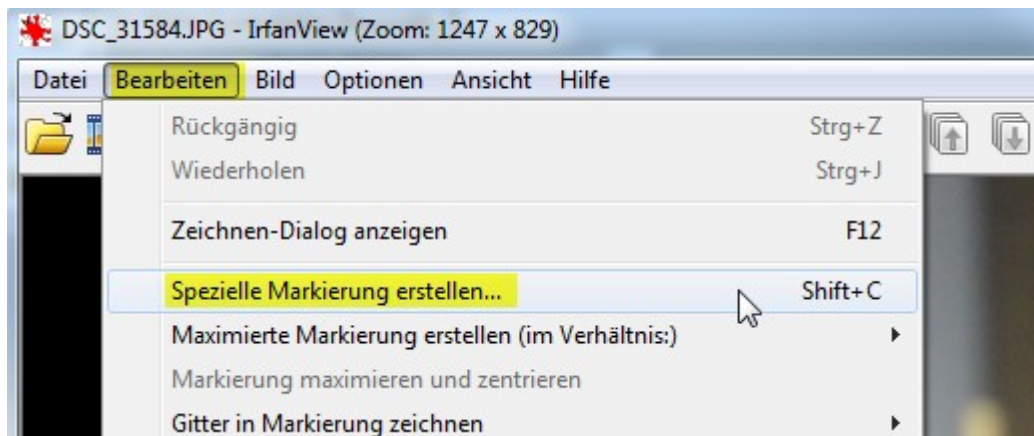 DSC_31584.JPG - IrfanView (Zoom: 1247 x 829)
Datei Bearbeiten Bild Optionen Ansicht Hilfe
Rückgängig Strg+Z
Wiederholen Strg+J
Zeichnen-Dialog anzeigen F12
Spezielle Markierung erstellen... Shift+C
Maximierte Markierung erstellen (im Verhältnis:)
Markierung maximieren und zentrieren
Gitter in Markierung zeichnen